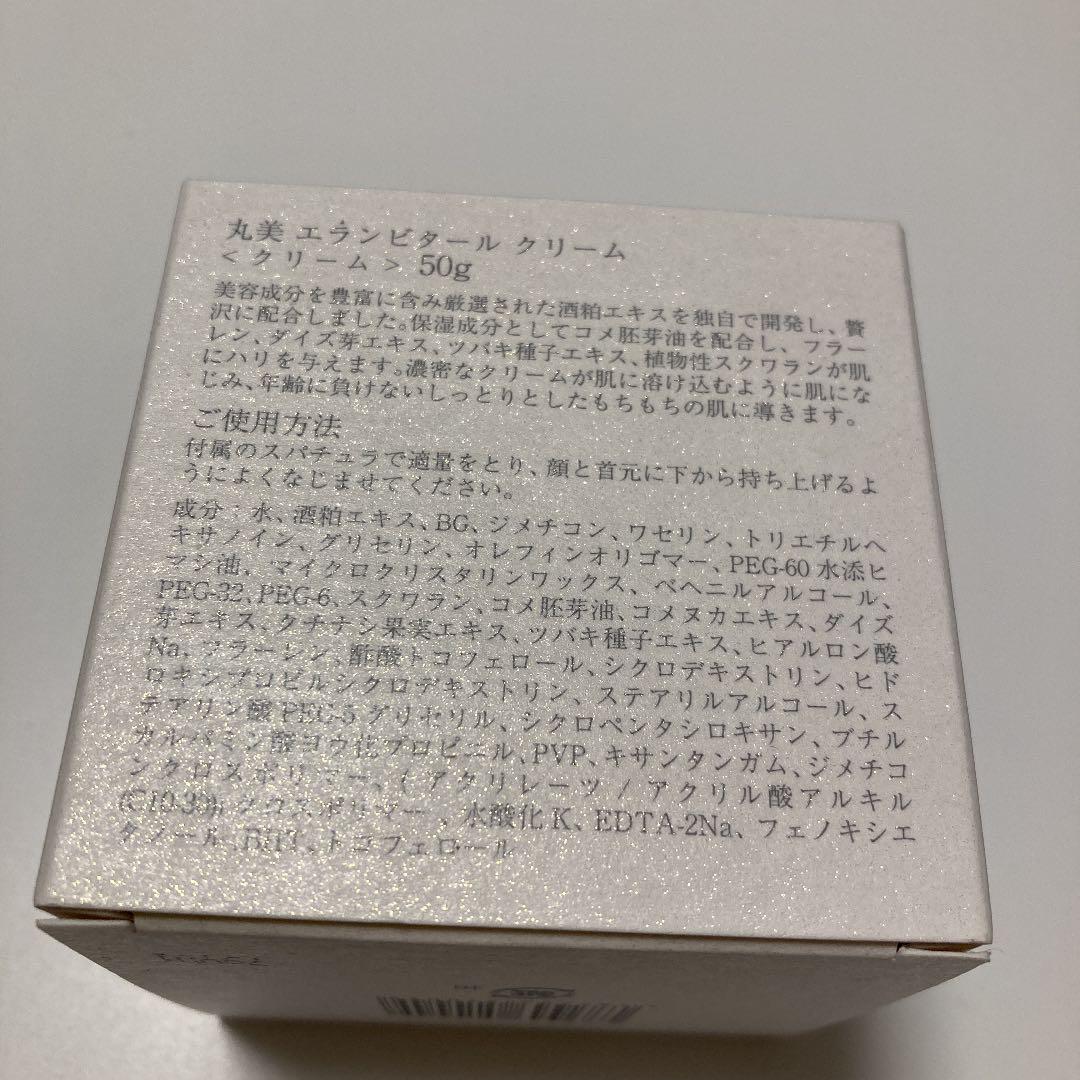 丸美 エランビタール クリーム
<クリーム> 50g
美容成分を豊富に含み厳選された酒粕エキスを独自で開発し、贅
沢に配合しました。保湿成分としてコメ胚芽油を配合し、フラー
レン、ダイズ芽エキス、ツバキ種子エキス、植物性スクワランが肌
にハリを与えます。濃密なクリームが肌に溶け込むように肌にな
じみ、年齢に負けないしっとりとしたもちもちの肌に導きます。
ご使用方法
付属のスパチュラで適量をとり、顔と首元に下から持ち上げるよ
うによくなじませてください。
成分：水、酒粕エキス、BG、ジメチコン、ワセリン、トリエチルヘ
キサノイン、グリセリン、オレフィンオリゴマー、PEG-60水添ヒ
マシ油、マイクロクリスタリンワックス、ベヘニルアルコール、
PEG-32、PEG-6、スクワラン、コメ胚芽油、コメヌカエキス、ダイズ
芽エキス、クチナシ果実エキス、ツバキ種子エキス、ヒアルロン酸
Na、フラーレン、酢酸トコフェロール、シクロデキストリン、ヒド
ロキシプロピルシクロデキストリン、ステアリルアルコール、ス
テアリン酸PEG-5グリセリル、シクロペンタシロキサン、ブチル
カルバミン酸ヨウ化プロピニル、PVP、キサンタンガム、ジメチコ
ンクロスポリマー、（アクリレーツ/アクリル酸アルキル
(C10-30)）クロスポリマー、水酸化K、EDTA-2Na、フェノキシエ
タノール、BHT、トコフェロール